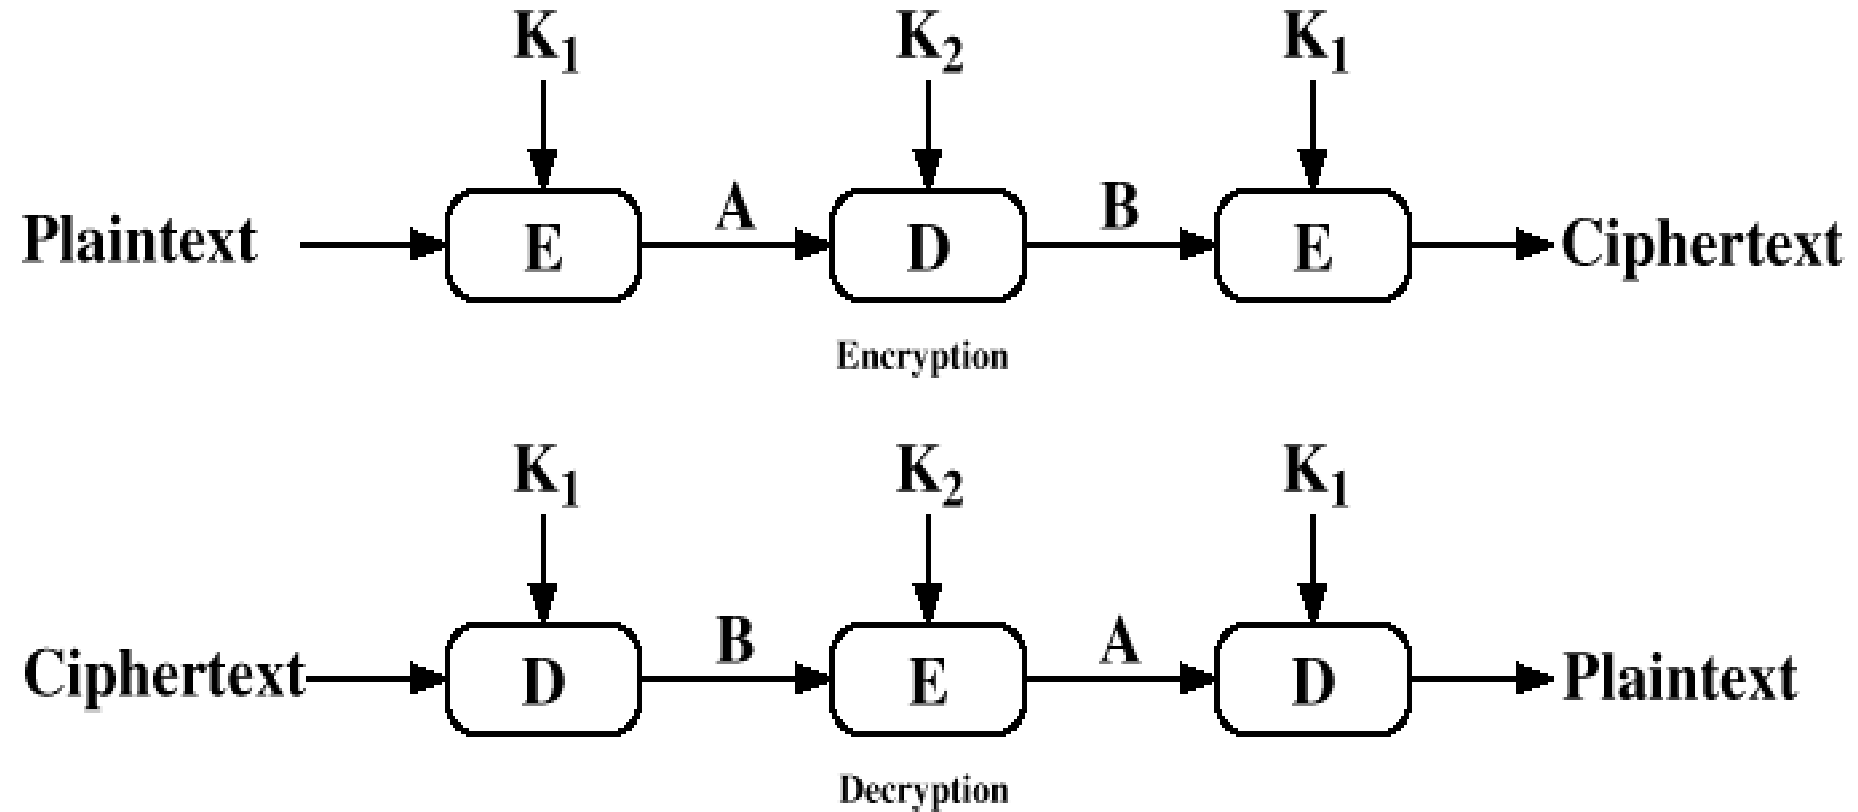 K₁ K₂ K₁
A B
Plaintext E D E Ciphertext
Encryption
K₁ K₂ K₁
B A
Ciphertext D E D Plaintext
Decryption